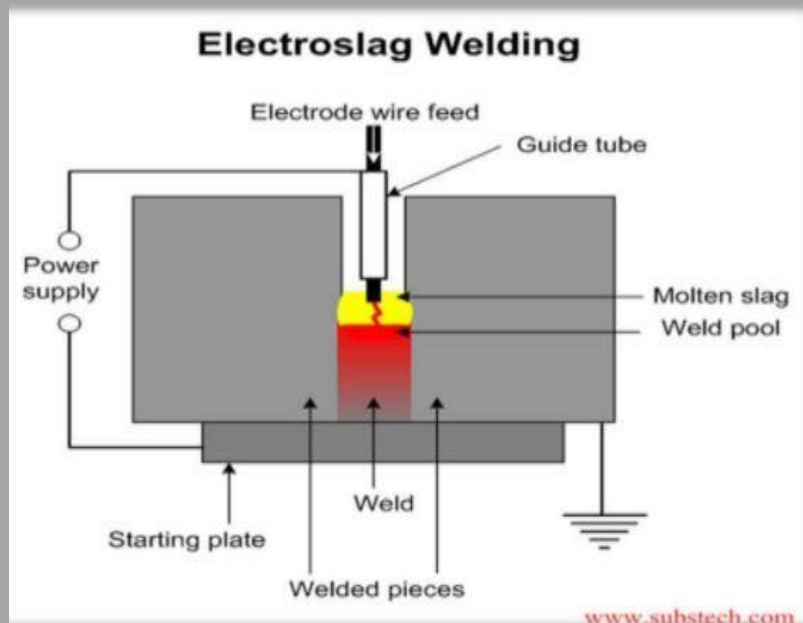 Electroslag Welding
Electrode wire feed
Guide tube
Power
supply
Molten slag
Weld pool
Weld
Starting plate
Welded pieces
www.substech.com